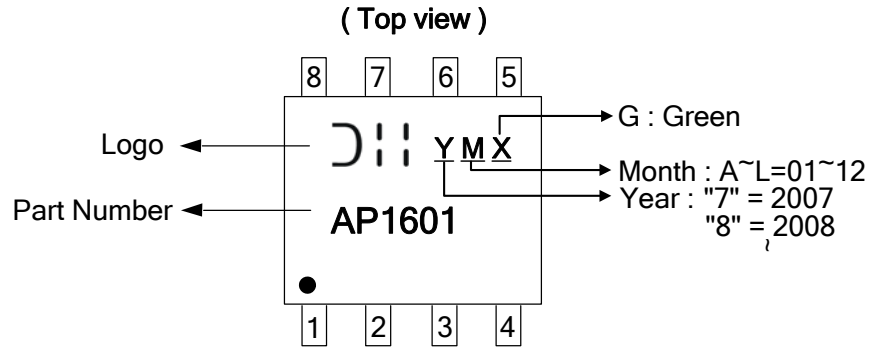 ( Top view )
8 7 6 5
Logo
Y M X
G : Green
Month : A~L=01~12
Part Number
AP1601
Year : "7" = 2007
"8" = 2008
~
1 2 3 4